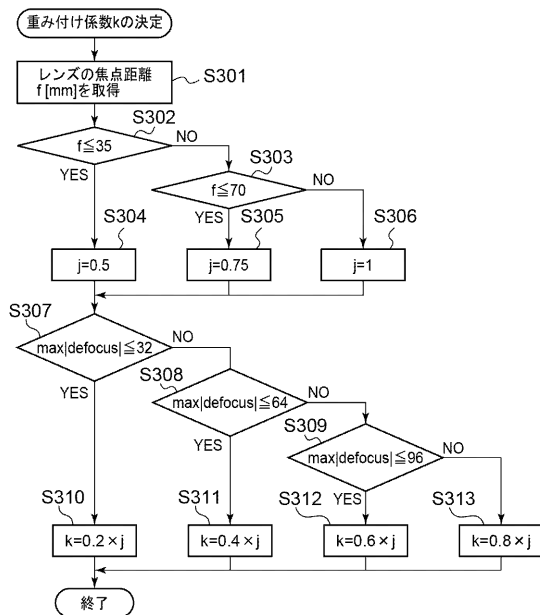 重み付け係数kの決定
レンズの焦点距離
f [mm]を取得
S301
S302
f≦35
NO
YES
S303
f≦70
NO
YES
S304
j=0.5
S305
j=0.75
S306
j=1
S307
max|defocus|≦32
NO
YES
S308
max|defocus|≦64
NO
YES
S309
max|defocus|≦96
NO
YES
S310
k=0.2×j
S311
k=0.4×j
S312
k=0.6×j
S313
k=0.8×j
終了